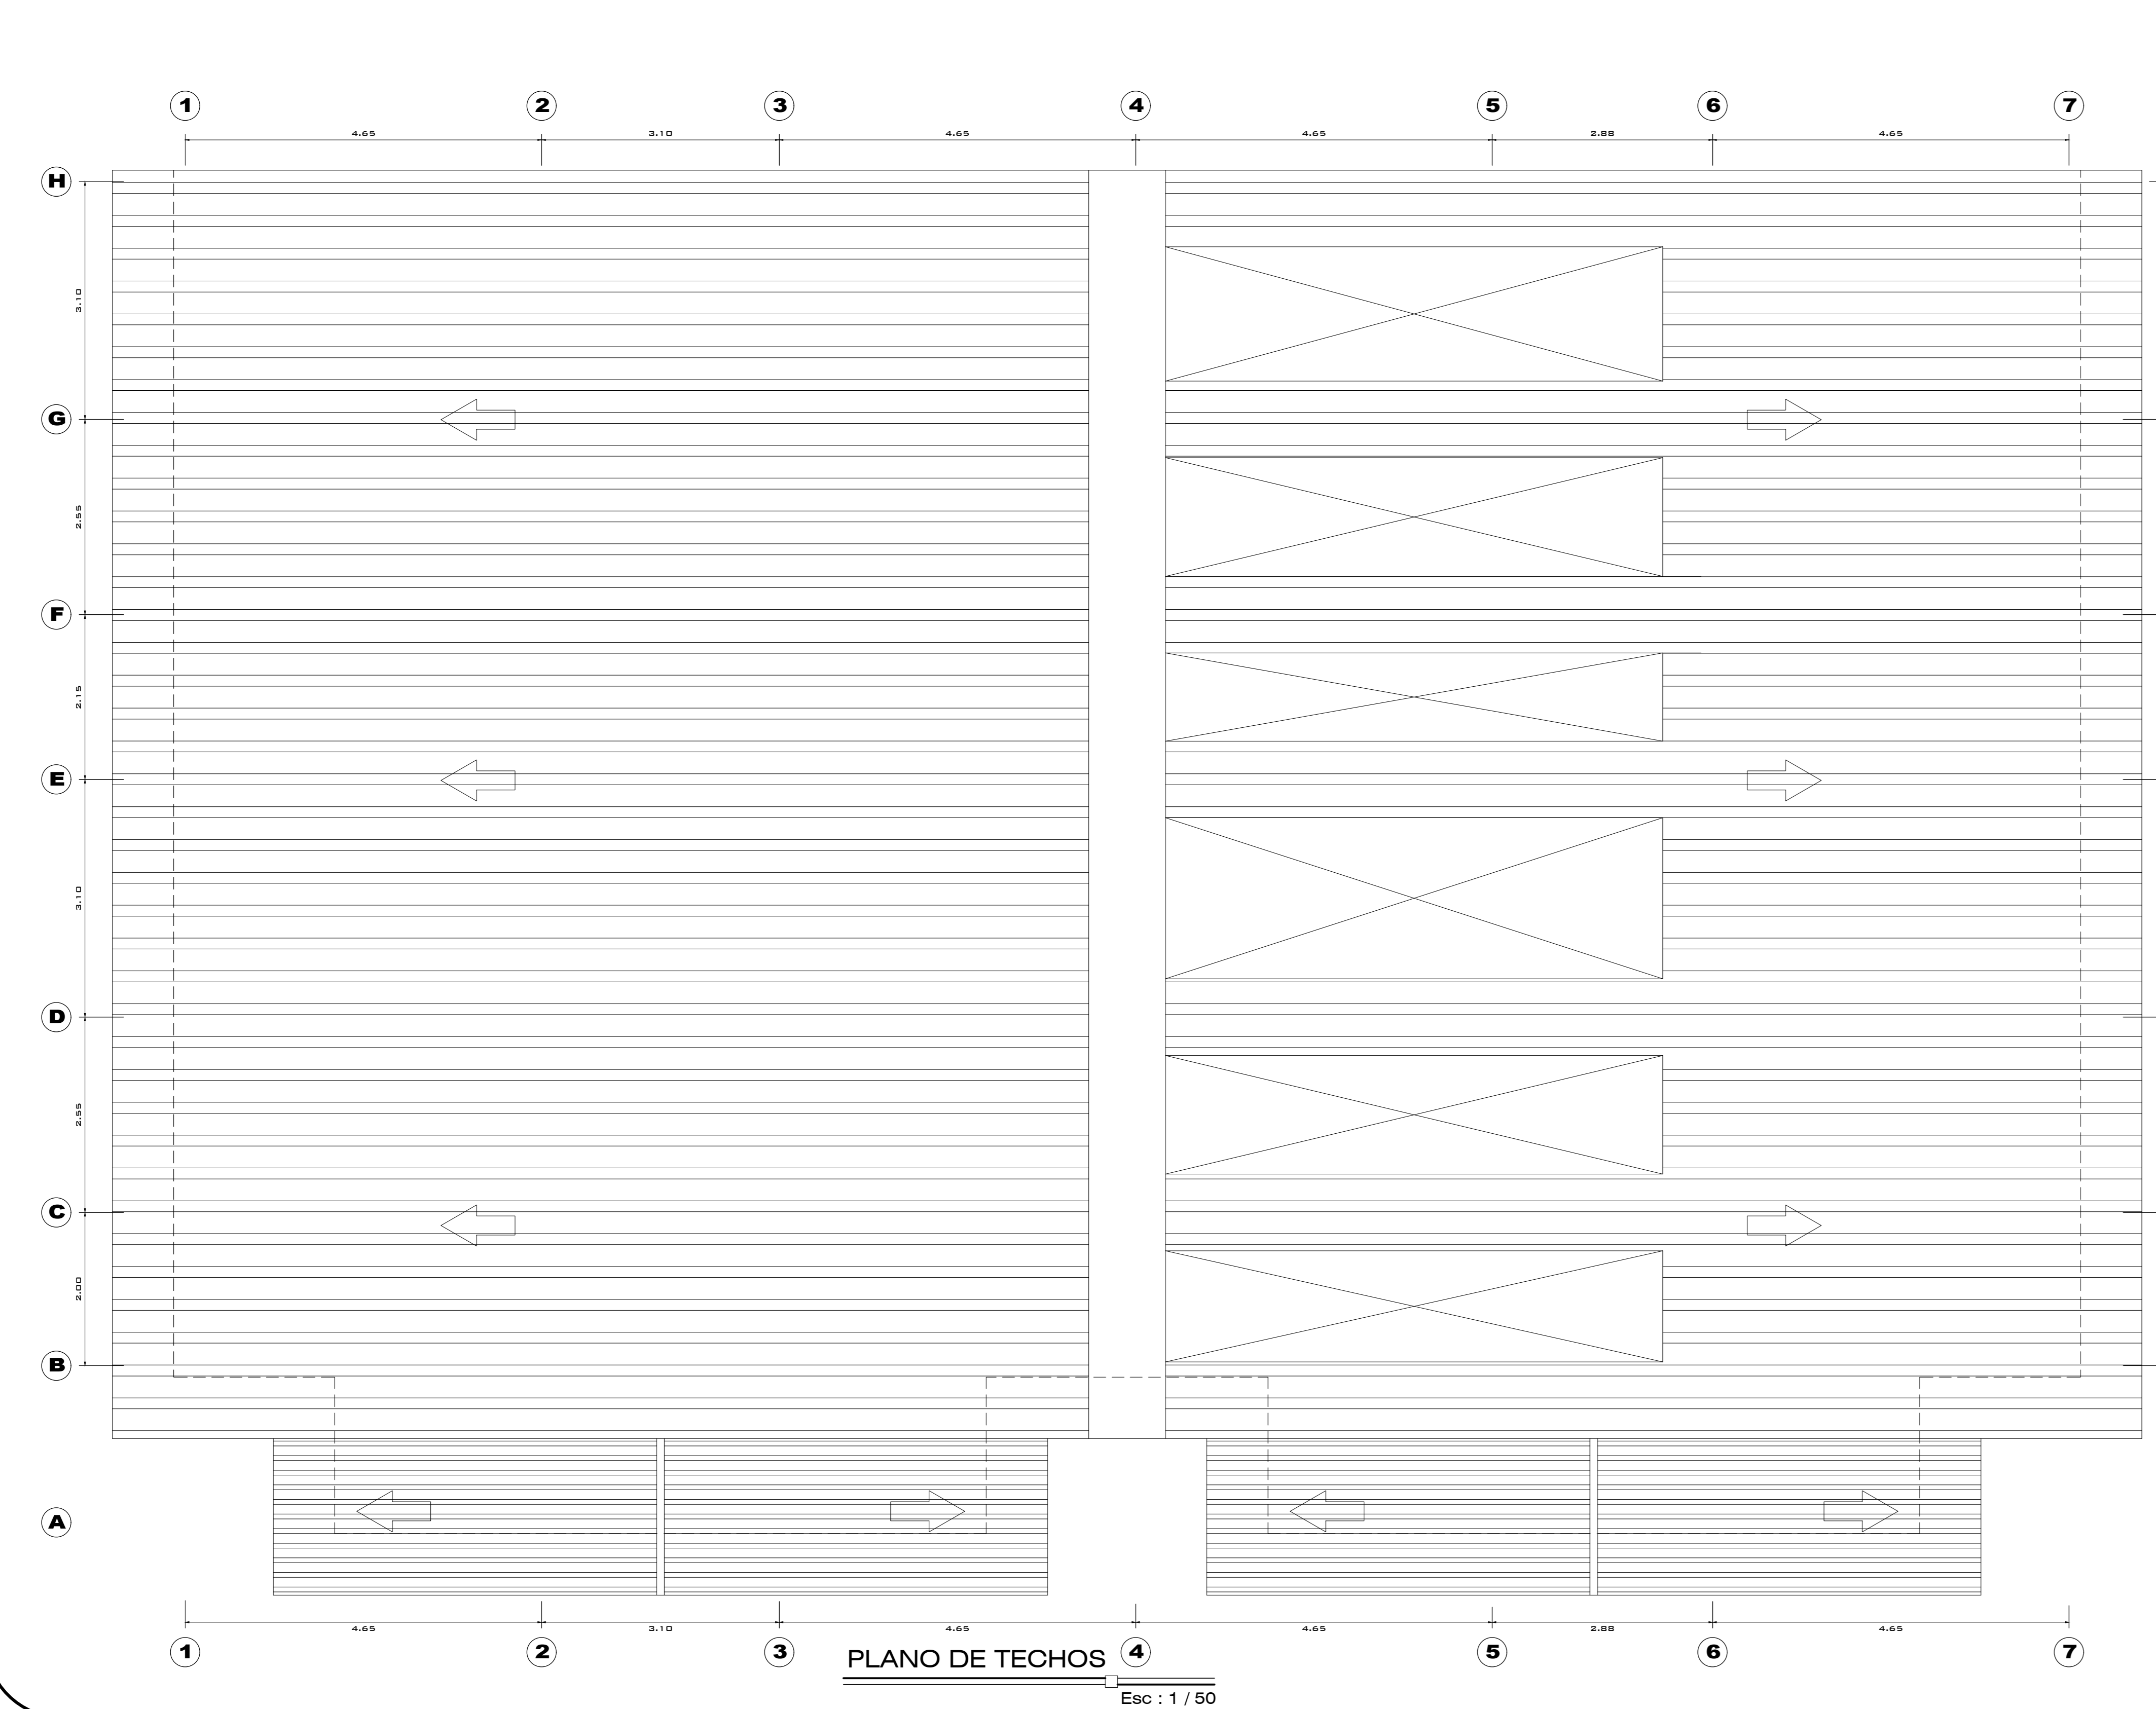 1 2 3 4 5 6 7
4.65 3.10 4.65 4.65 2.88 4.65
H
3.10
G
2.55
F
2.15
E
3.10
D
2.55
C
2.00
B
A
4.65 3.10 4.65 4.65 2.88 4.65
1 2 3 4 5 6 7
PLANO DE TECHOS
Esc : 1 / 50